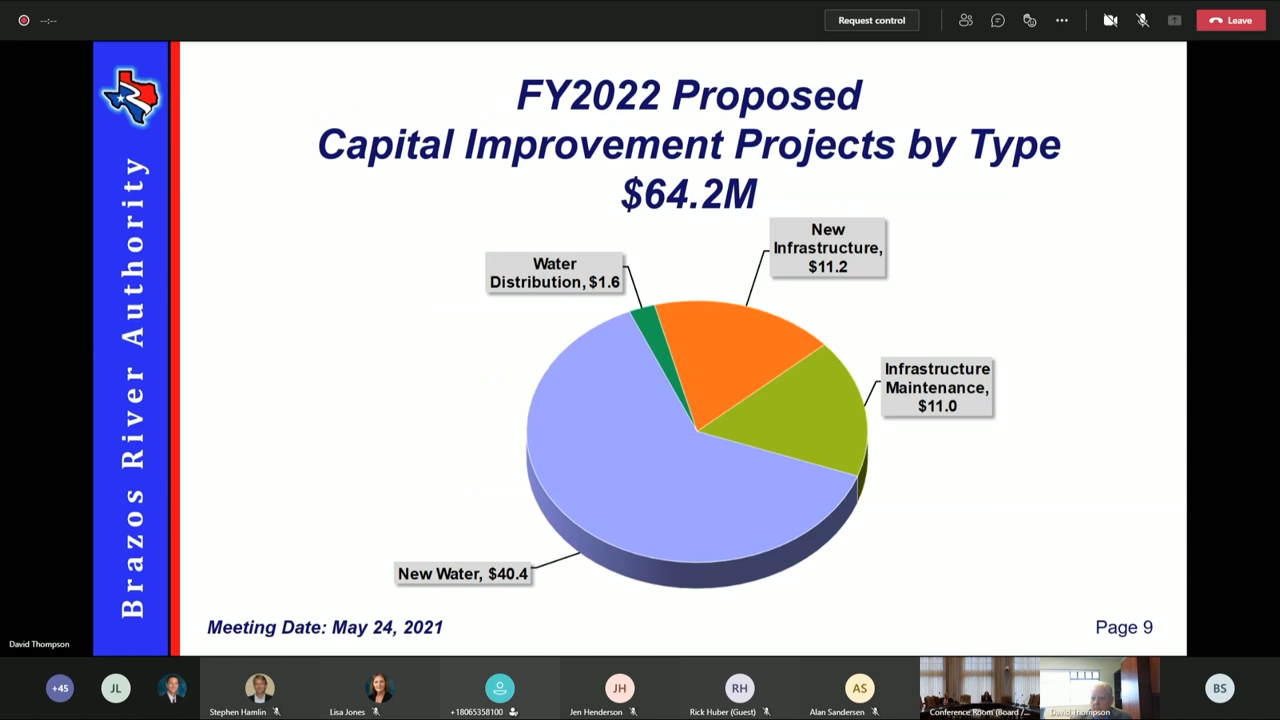 --:--
Request control
Leave
Brazos River Authority
FY2022 Proposed
Capital Improvement Projects by Type
$64.2M
New
Infrastructure,
$11.2
Water
Distribution, $1.6
Infrastructure
Maintenance,
$11.0
New Water, $40.4
Meeting Date: May 24, 2021
Page 9
David Thompson
+45
JL
Stephen Hamlin
Lisa Jones
+18065358100
JH
Jen Henderson
RH
Rick Huber (Guest)
AS
Alan Sandersen
Conference Room (Board /...
David Thompson
BS